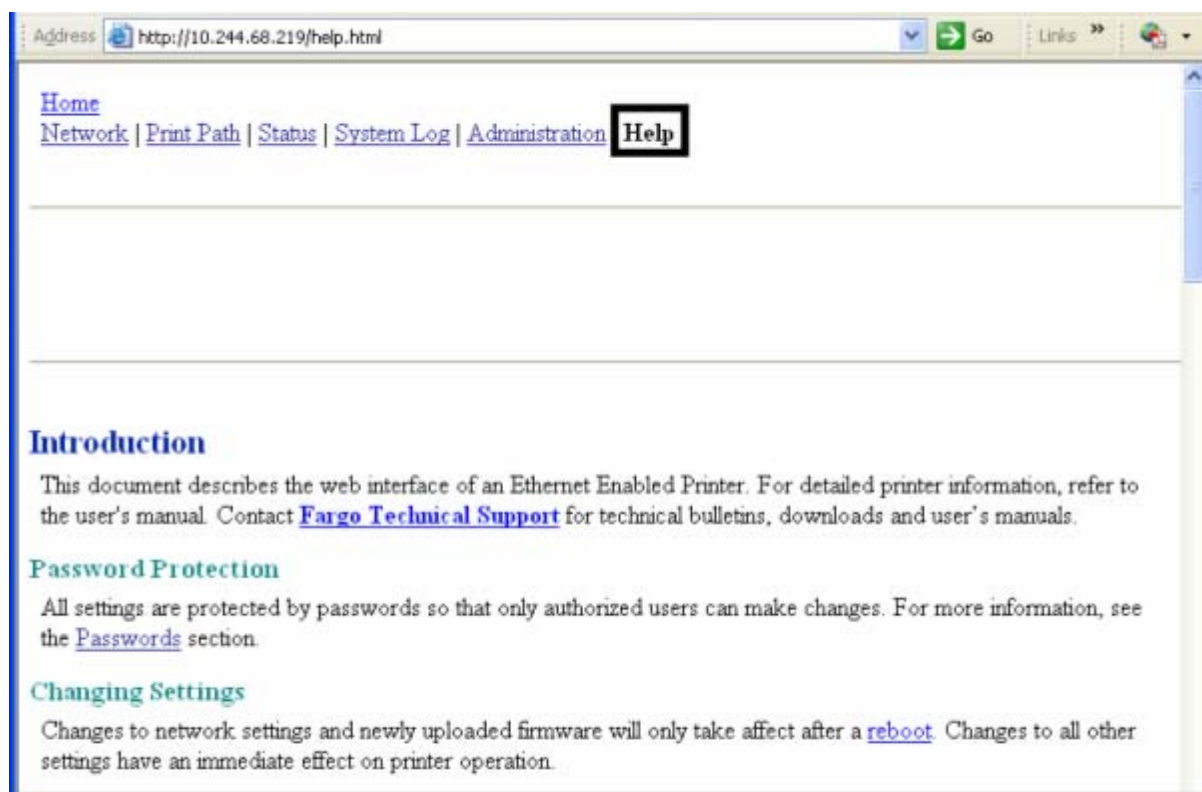 Address http://10.244.68.219/help.html Go Links »
Home
Network | Print Path | Status | System Log | Administration Help
Introduction
This document describes the web interface of an Ethernet Enabled Printer. For detailed printer information, refer to
the user's manual. Contact Fargo Technical Support for technical bulletins, downloads and user's manuals.
Password Protection
All settings are protected by passwords so that only authorized users can make changes. For more information, see
the Passwords section.
Changing Settings
Changes to network settings and newly uploaded firmware will only take affect after a reboot. Changes to all other
settings have an immediate effect on printer operation.